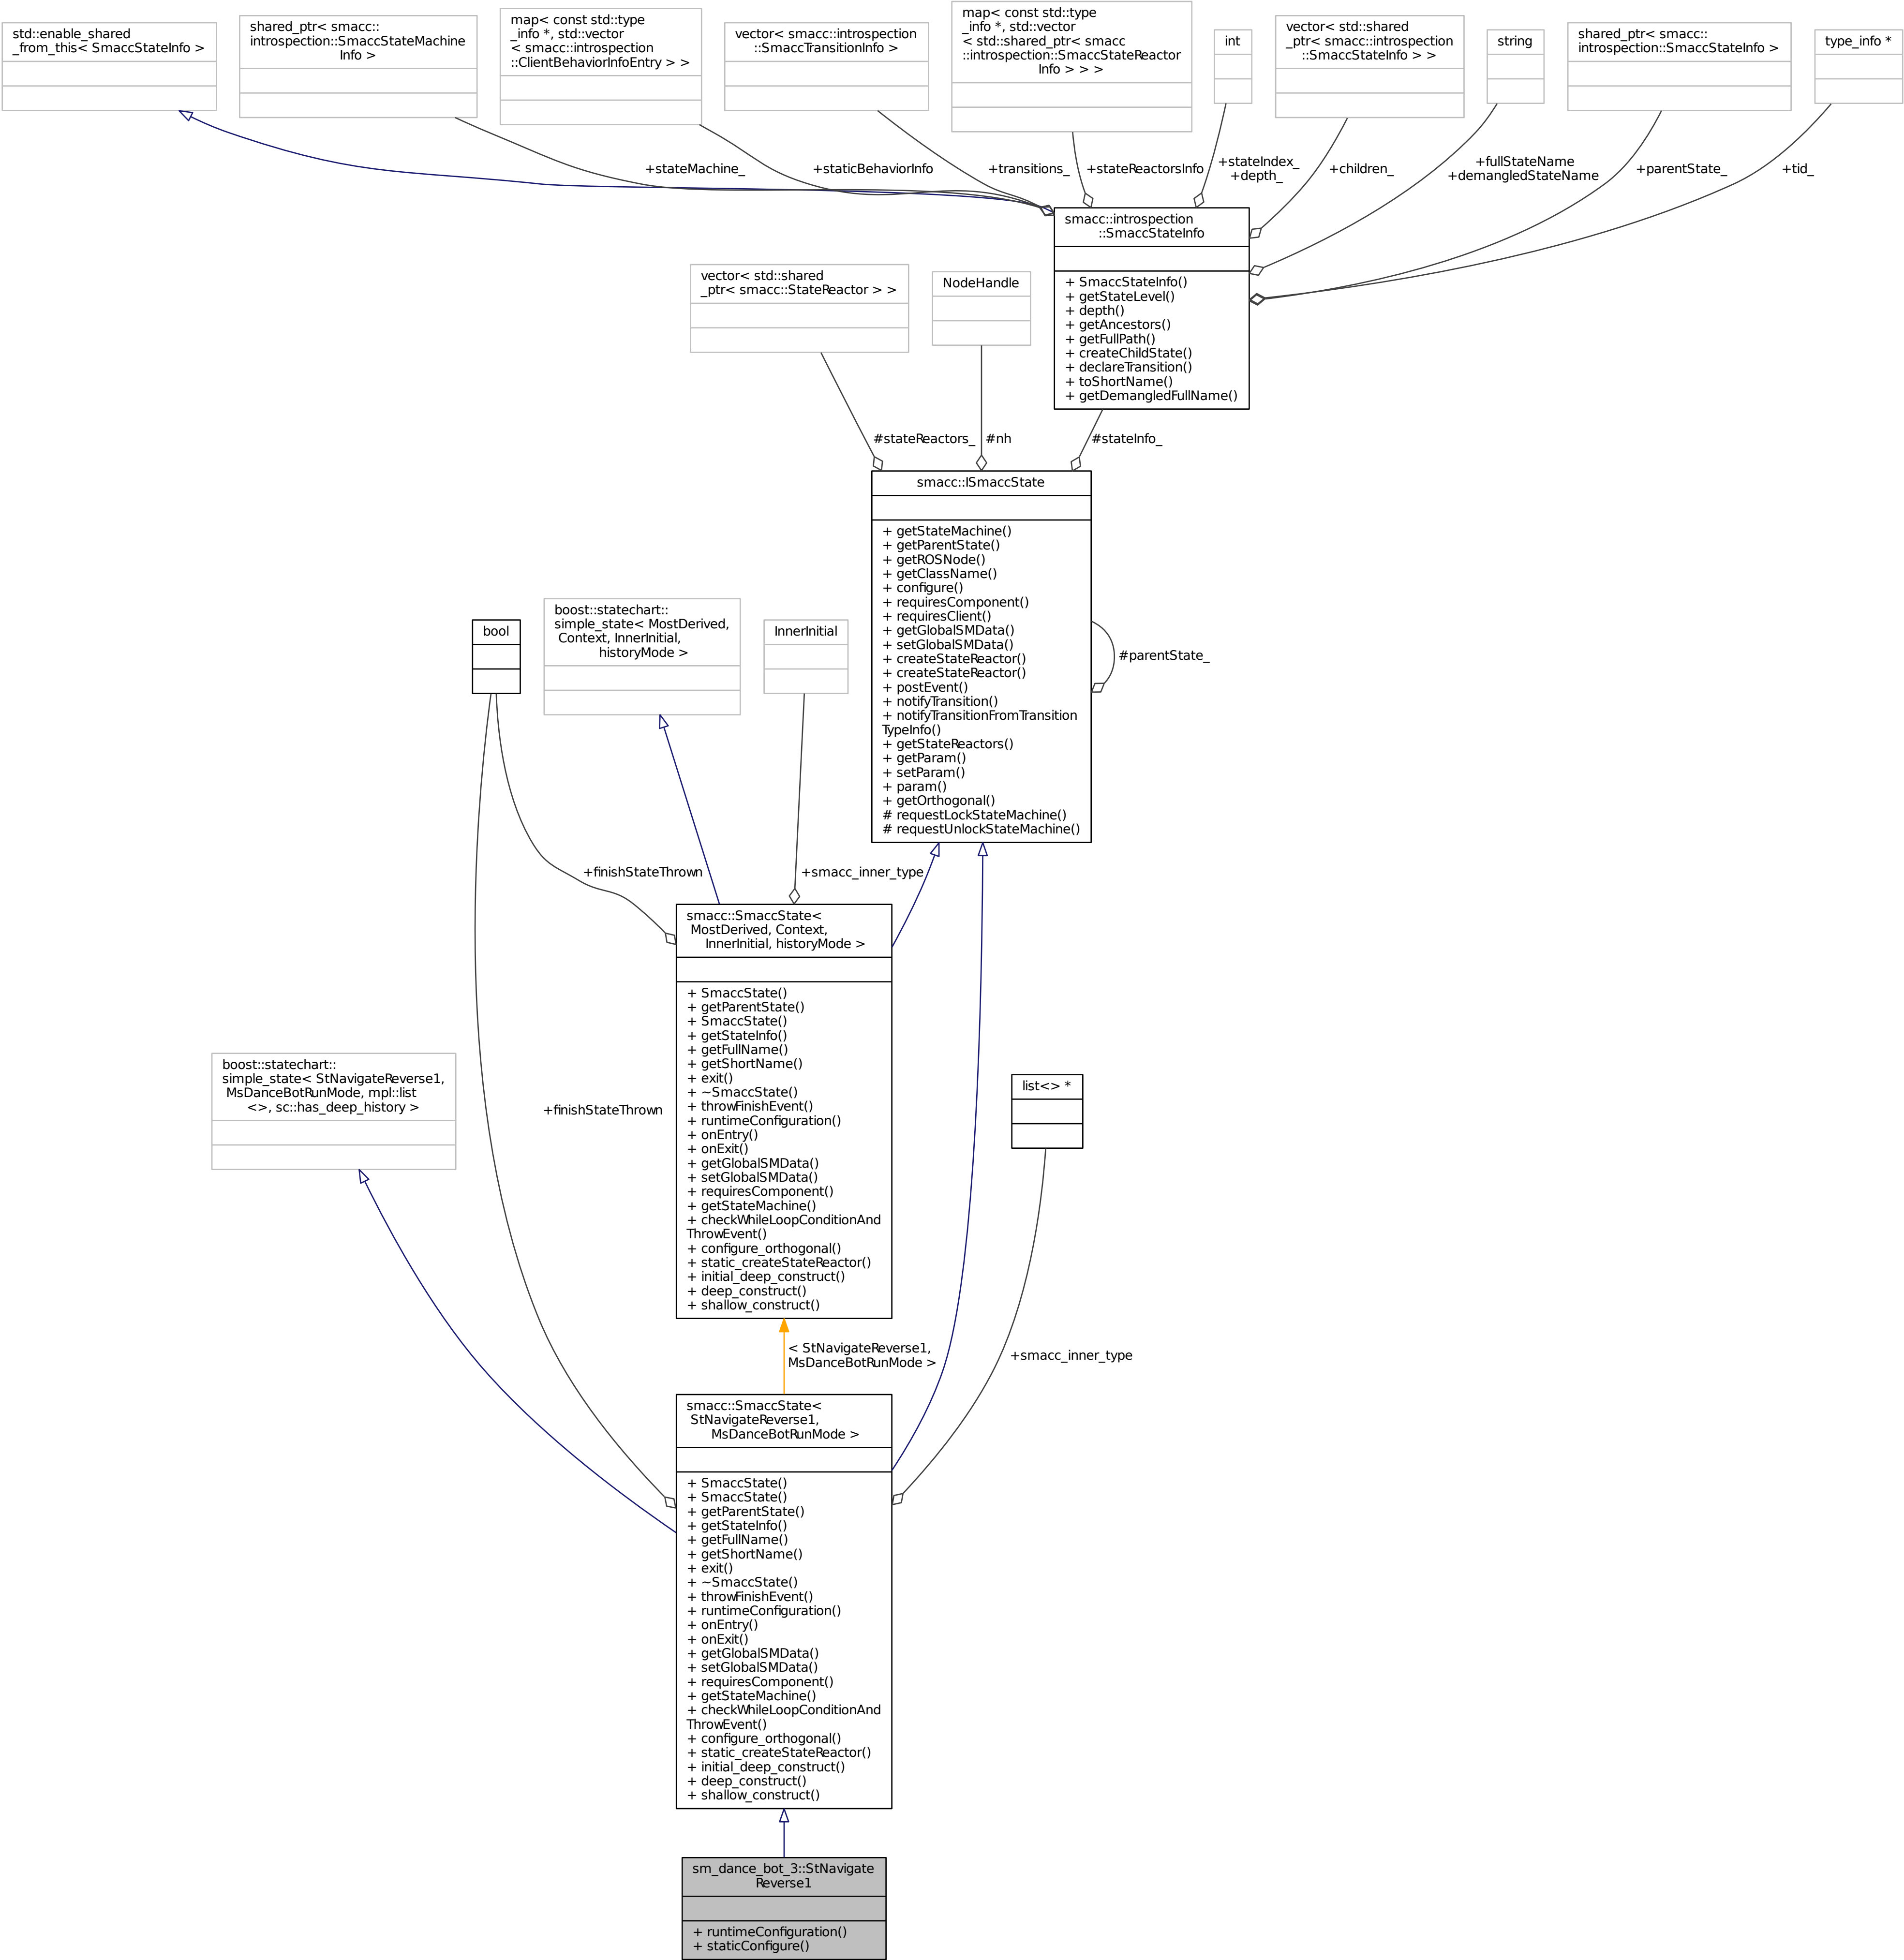 std::enable_shared
_from_this< SmaccStateInfo >
shared_ptr< smacc::
introspection::SmaccStateMachine
Info >
map< const std::type
_info *, std::vector
< smacc::introspection
::ClientBehaviorInfoEntry > >
vector< smacc::introspection
::SmaccTransitionInfo >
map< const std::type
_info *, std::vector
< std::shared_ptr< smacc
::introspection::SmaccStateReactor
Info > > >
int
vector< std::shared
_ptr< smacc::introspection
::SmaccStateInfo > >
string
shared_ptr< smacc::
introspection::SmaccStateInfo >
type_info *
+stateMachine_
+staticBehaviorInfo
+transitions_
+stateReactorsInfo
+stateIndex_
+depth_
+children_
+fullStateName
+demangledStateName
+parentState_
+tid_
smacc::introspection
::SmaccStateInfo
+ SmaccStateInfo()
+ getStateLevel()
+ depth()
+ getAncestors()
+ getFullPath()
+ createChildState()
+ declareTransition()
+ toShortName()
+ getDemangledFullName()
vector< std::shared
_ptr< smacc::StateReactor > >
NodeHandle
#stateReactors_
#nh
#stateInfo_
smacc::ISmaccState
+ getStateMachine()
+ getParentState()
+ getROSNode()
+ getClassName()
+ configure()
+ requiresComponent()
+ requiresClient()
+ getGlobalSMData()
+ setGlobalSMData()
+ createStateReactor()
+ createStateReactor()
+ postEvent()
+ notifyTransition()
+ notifyTransitionFromTransition
TypeInfo()
+ getStateReactors()
+ getParam()
+ setParam()
+ param()
+ getOrthogonal()
# requestLockStateMachine()
# requestUnlockStateMachine()
#parentState_
bool
boost::statechart::
simple_state< MostDerived,
Context, InnerInitial,
historyMode >
InnerInitial
+finishStateThrown
+smacc_inner_type
smacc::SmaccState<
MostDerived, Context,
InnerInitial, historyMode >
+ SmaccState()
+ getParentState()
+ SmaccState()
+ getStateInfo()
+ getFullName()
+ getShortName()
+ exit()
+ ~SmaccState()
+ throwFinishEvent()
+ runtimeConfiguration()
+ onEntry()
+ onExit()
+ getGlobalSMData()
+ setGlobalSMData()
+ requiresComponent()
+ getStateMachine()
+ checkWhileLoopConditionAnd
ThrowEvent()
+ configure_orthogonal()
+ static_createStateReactor()
+ initial_deep_construct()
+ deep_construct()
+ shallow_construct()
boost::statechart::
simple_state< StNavigateReverse1,
MsDanceBotRunMode, mpl::list
<>, sc::has_deep_history >
+finishStateThrown
list<> *
< StNavigateReverse1,
MsDanceBotRunMode >
+smacc_inner_type
smacc::SmaccState<
StNavigateReverse1,
MsDanceBotRunMode >
+ SmaccState()
+ SmaccState()
+ getParentState()
+ getStateInfo()
+ getFullName()
+ getShortName()
+ exit()
+ ~SmaccState()
+ throwFinishEvent()
+ runtimeConfiguration()
+ onEntry()
+ onExit()
+ getGlobalSMData()
+ setGlobalSMData()
+ requiresComponent()
+ getStateMachine()
+ checkWhileLoopConditionAnd
ThrowEvent()
+ configure_orthogonal()
+ static_createStateReactor()
+ initial_deep_construct()
+ deep_construct()
+ shallow_construct()
sm_dance_bot_3::StNavigate
Reverse1
+ runtimeConfiguration()
+ staticConfigure()